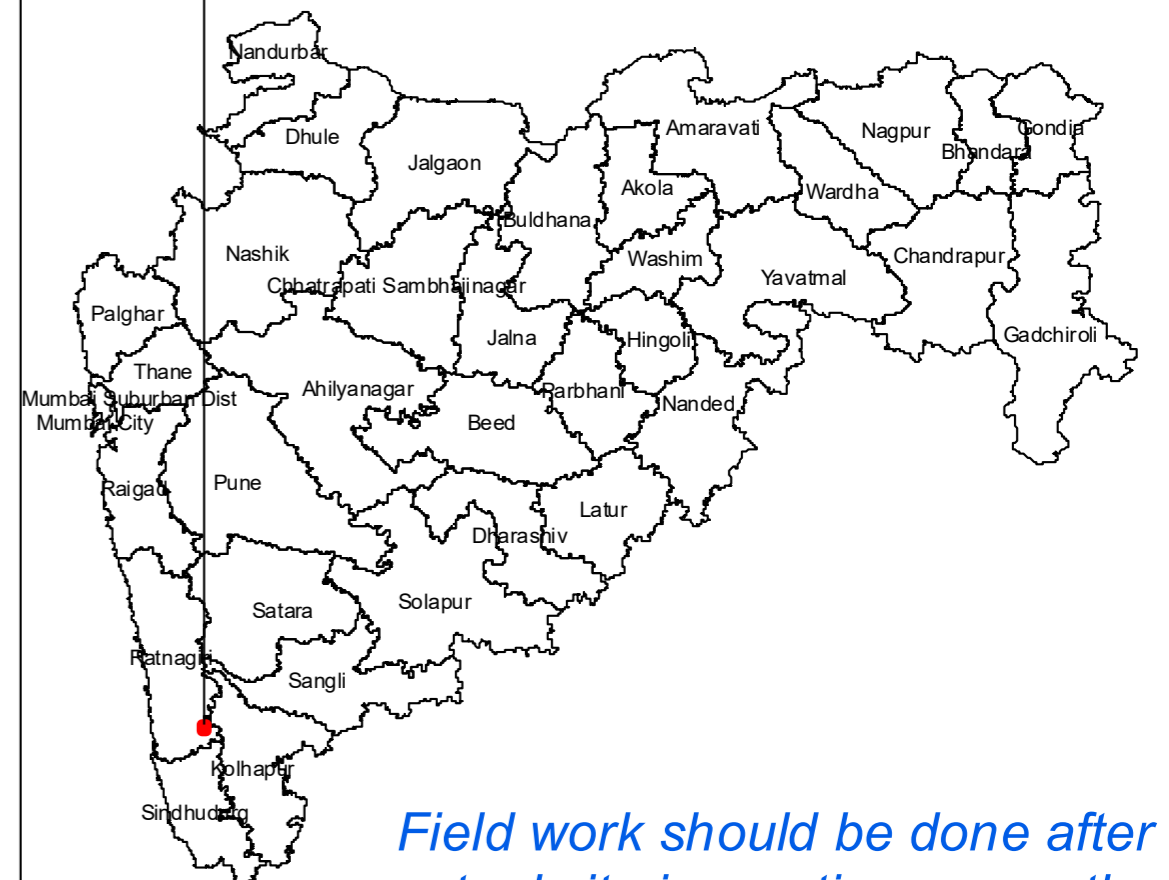 Nandurbar
Dhule
Jalgaon
Amaravati
Nagpur
Bhandara
Gondia
Akola
Wardha
Buldhana
Nashik
Washim
Chandrapur
Yavatmal
Chhatrapati Sambhajinagar
Palghar
Jalna
Hingoli
Gadchiroli
Thane
Ahilyanagar
Parbhani
Nanded
Mumbai Suburban Dist
Mumbai City
Beed
Raigad
Pune
Latur
Dharashiv
Satara
Solapur
Ratnagiri
Sangli
Kolhapur
Sindhudurg
Field work should be done after